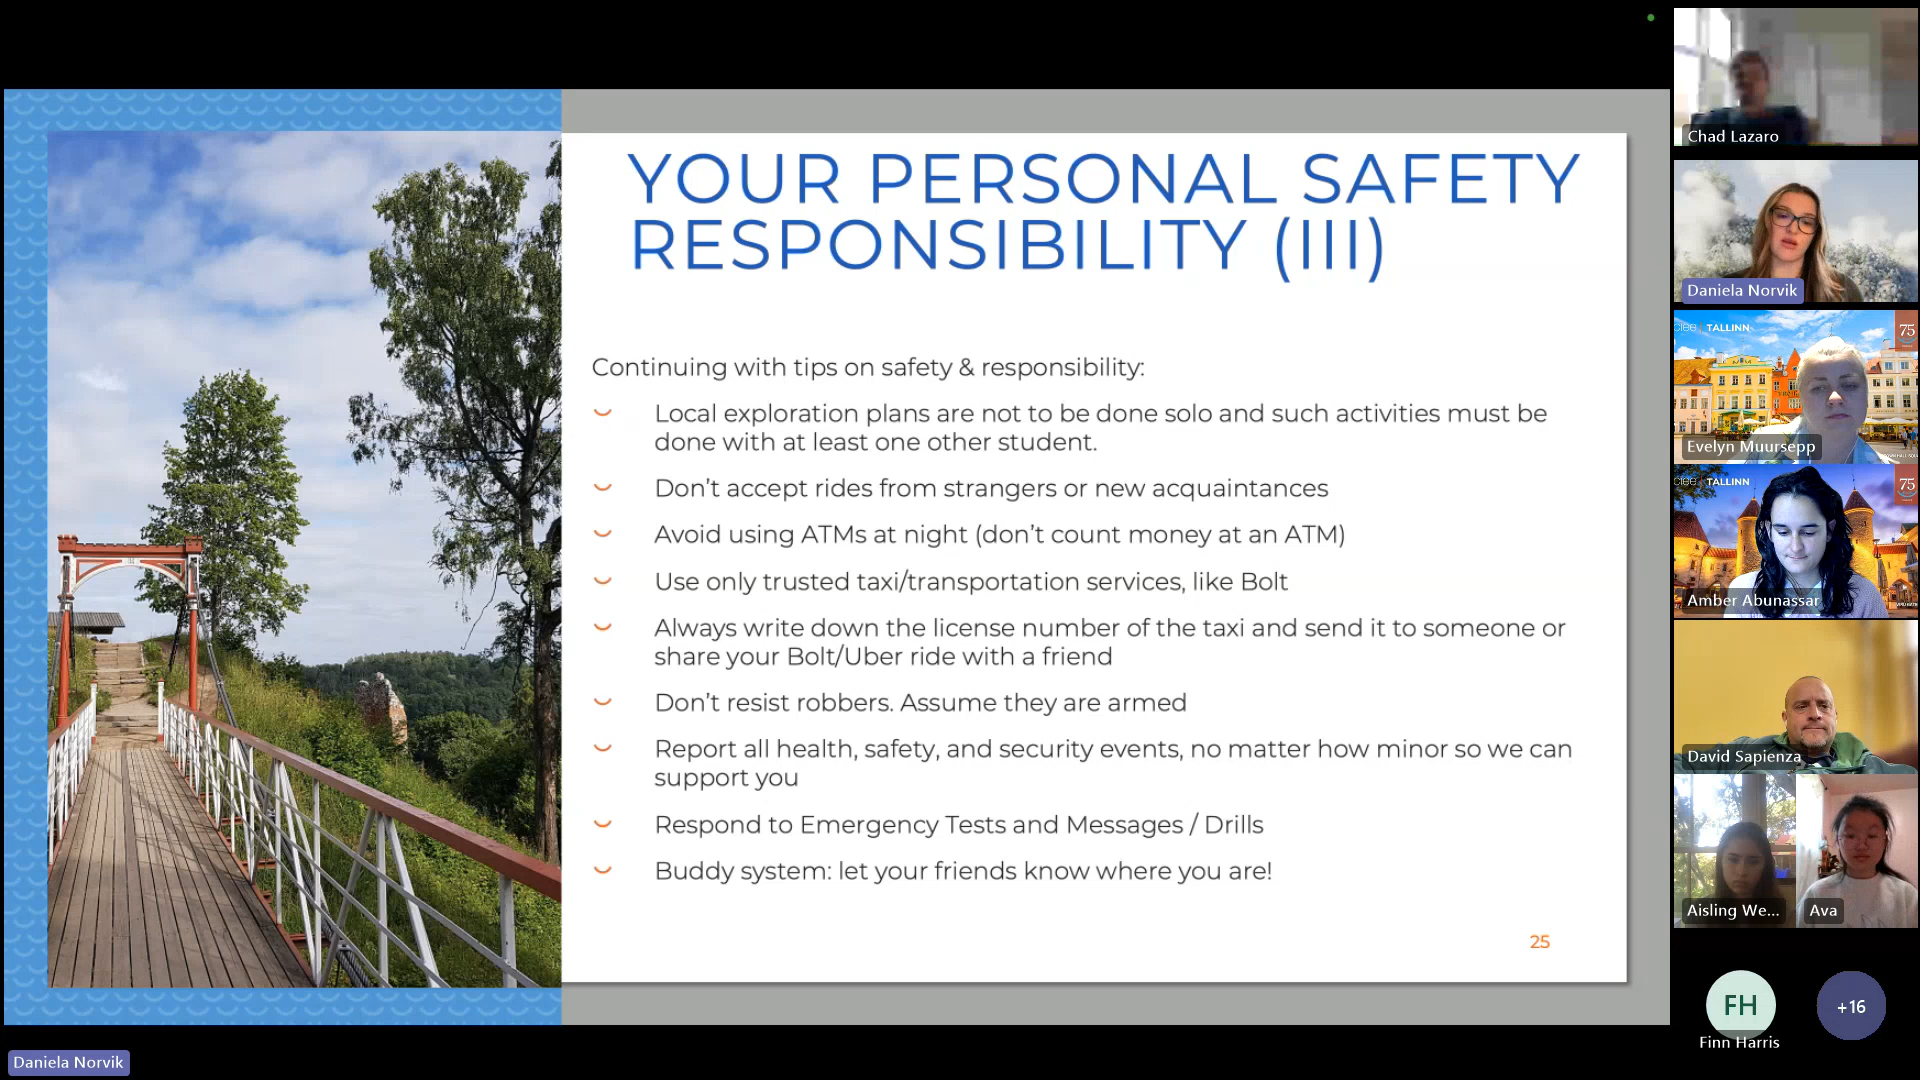 YOUR PERSONAL SAFETY
RESPONSIBILITY (III)
Continuing with tips on safety & responsibility:
Local exploration plans are not to be done solo and such activities must be
done with at least one other student.
Don’t accept rides from strangers or new acquaintances
Avoid using ATMs at night (don’t count money at an ATM)
Use only trusted taxi/transportation services, like Bolt
Always write down the license number of the taxi and send it to someone or
share your Bolt/Uber ride with a friend
Don’t resist robbers. Assume they are armed
Report all health, safety, and security events, no matter how minor so we can
support you
Respond to Emergency Tests and Messages / Drills
Buddy system: let your friends know where you are!
25
Daniela Norvik
Chad Lazaro
Daniela Norvik
ciee TALLINN
75
Evelyn Muursepp
ciee TALLINN
75
Amber Abunassar
David Sapienza
Aisling We...
Ava
FH
Finn Harris
+16